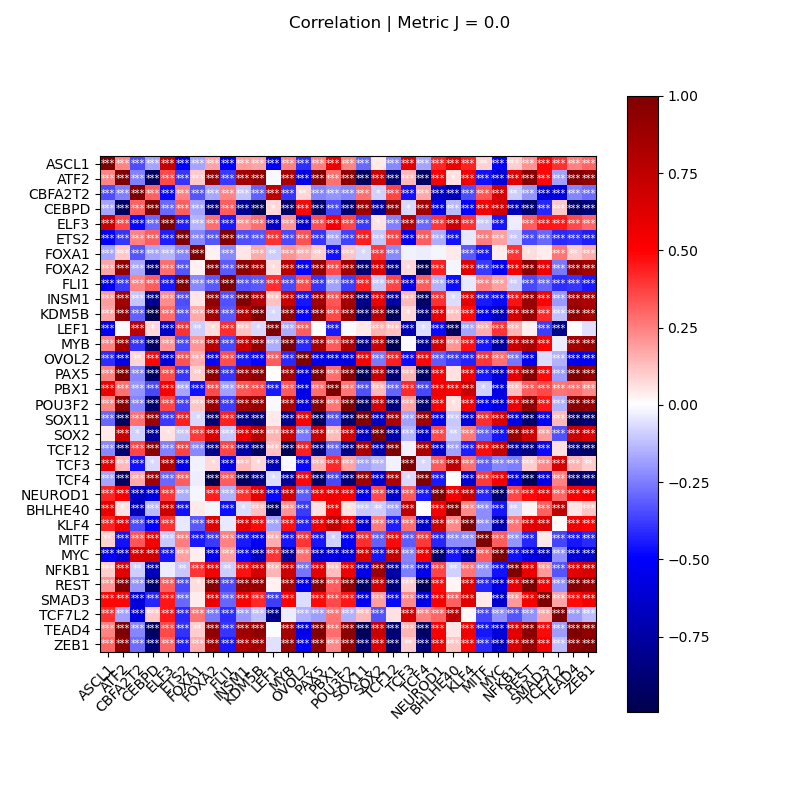 Correlation | Metric J = 0.0
ASCL1
ATF2
CBFA2T2
CEBPD
ELF3
ETS2
FOXA1
FOXA2
FLI1
INSM1
KDM5B
LEF1
MYB
OVOL2
PAX5
PBX1
POU3F2
SOX11
SOX2
TCF12
TCF3
TCF4
NEUROD1
BHLHE40
KLF4
MITF
MYC
NFKB1
REST
SMAD3
TCF7L2
TEAD4
ZEB1
ASCL1
ATF2
CBFA2T2
CEBPD
ELF3
ETS2
FOXA1
FOXA2
FLI1
INSM1
KDM5B
LEF1
MYB
OVOL2
PAX5
PBX1
POU3F2
SOX11
SOX2
TCF12
TCF3
TCF4
NEUROD1
BHLHE40
KLF4
MITF
MYC
NFKB1
REST
SMAD3
TCF7L2
TEAD4
ZEB1
1.00
0.75
0.50
0.25
0.00
−0.25
−0.50
−0.75